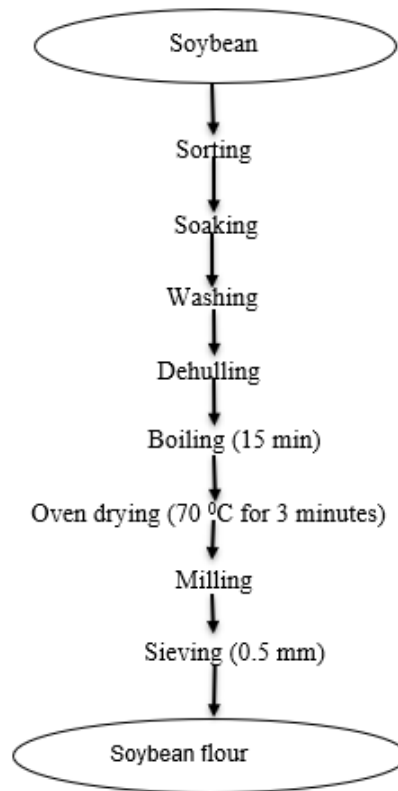 Soybean
Sorting
Soaking
Washing
Dehulling
Boiling (15 min)
Oven drying (70 ⁰C for 3 minutes)
Milling
Sieving (0.5 mm)
Soybean flour